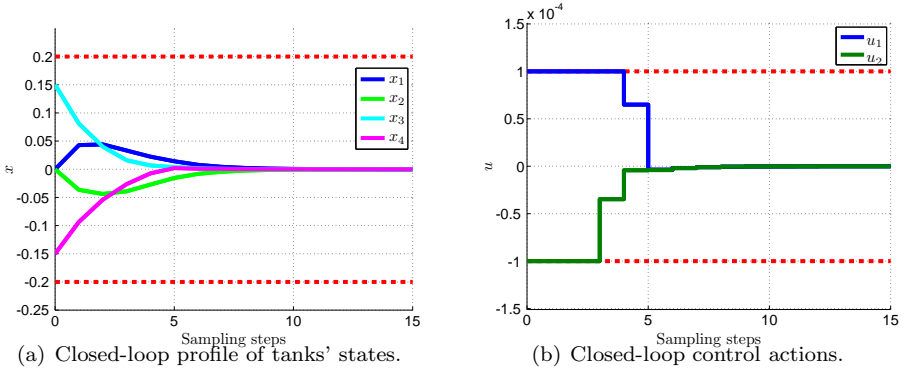 0.2
0.15
0.1
0.05
0
-0.05
-0.1
-0.15
-0.2
-0.25
x
x1
x2
x3
x4
0 5 10 15
Sampling steps
(a) Closed-loop profile of tanks' states.
x 10-4
1.5
1
0.5
0
-0.5
-1
-1.5
u
u1
u2
0 5 10 15
Sampling steps
(b) Closed-loop control actions.